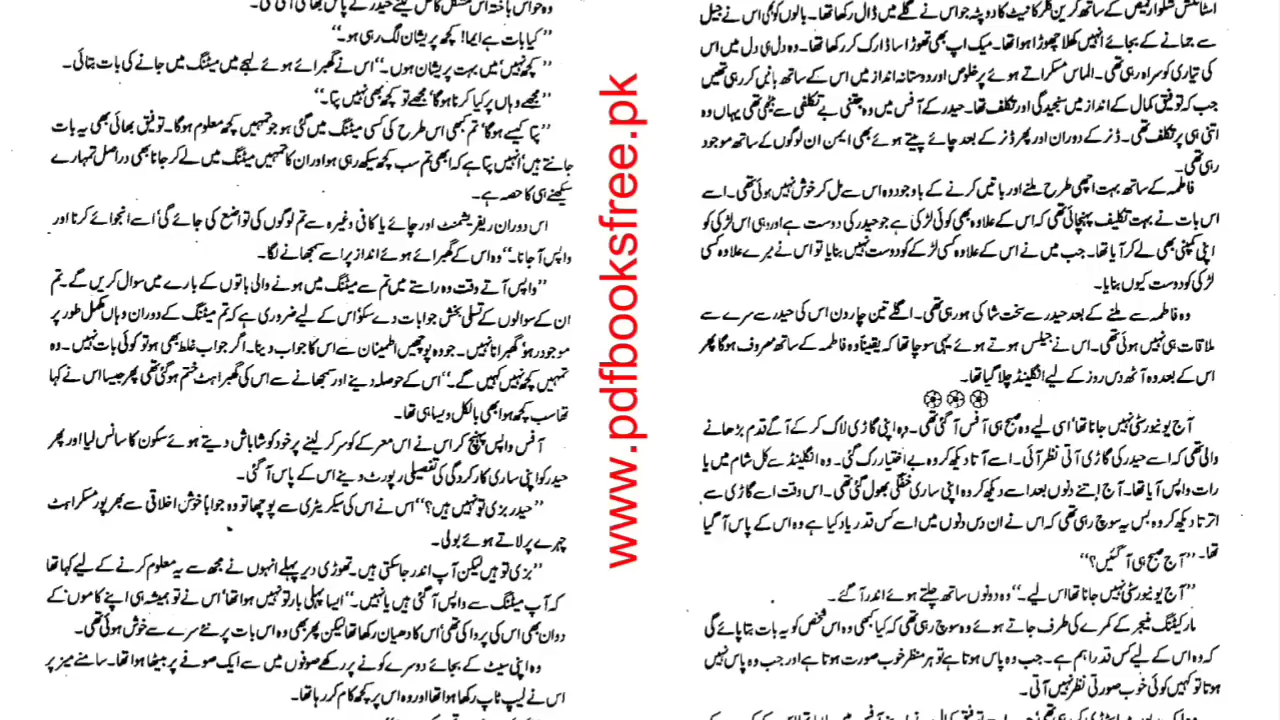 اسٹائلش شلوار قمیص کے ساتھ گرین کلر کا نیٹ کا دوپٹہ جو اس نے گلے میں ڈال رکھا تھا۔ بالوں کو بھی اس نے جیل
سے جمانے کے بجائے انہیں کھلا چھوڑا ہوا تھا۔ میک اپ بھی تھوڑا سا ڈارک کر رکھا تھا۔ وہ دل ہی دل میں اس
کی تیاری کو سراہ رہی تھی۔ الماس مسکراتے ہوئے پر خلوص اور دوستانہ انداز میں اس کے ساتھ باتیں کر رہی تھیں
جب کہ توفیق کمال کے انداز میں سنجیدگی اور تکلف تھا۔ حیدر کے آفس میں وہ جتنی بے تکلفی سے بیٹھی تھی یہاں وہ
اتنی ہی پر تکلف تھی۔ ڈنر کے دوران اور پھر ڈنر کے بعد چائے پیتے ہوئے بھی ایمن ان لوگوں کے ساتھ موجود
رہی تھی۔
فاطمہ کے ساتھ بہت اچھی طرح ملنے اور باتیں کرنے کے باوجود وہ اس سے مل کر خوش نہیں ہوئی تھی۔ اسے
اس بات نے بہت تکلیف پہنچائی تھی کہ اس کے علاوہ بھی کوئی لڑکی ہے جو حیدر کی دوست ہے اور وہی اس لڑکی کو
اپنی کمپنی بھی لے کر آیا تھا۔ جب میں نے اس کے علاوہ کسی لڑکے کو دوست نہیں بنایا تو اس نے میرے علاوہ کسی
لڑکی کو دوست کیوں بنایا۔
وہ فاطمہ سے ملنے کے بعد حیدر سے سخت شاکی ہو رہی تھی۔ اگلے تین چار دن اس کی حیدر سے سرے سے
ملاقات ہی نہیں ہوئی تھی۔ اس نے جیلس ہوتے ہوئے یہی سوچا تھا کہ یقیناً وہ فاطمہ کے ساتھ مصروف ہوگا پھر
اس کے بعد وہ آٹھ دس روز کے لیے انگلینڈ چلا گیا تھا۔
آج یونیورسٹی نہیں جانا تھا' اسی لیے وہ صبح ہی آفس آ گئی تھی۔ وہ اپنی گاڑی لاک کر کے آگے قدم بڑھانے
والی تھی کہ اسے حیدر کی گاڑی آتی نظر آئی۔ اسے آتا دیکھ کر وہ بے اختیار رک گئی۔ وہ انگلینڈ سے کل شام میں یا
رات واپس آیا تھا۔ آج اتنے دنوں بعد اسے دیکھ کر وہ اپنی ساری خفگی بھول گئی تھی۔ اس وقت اسے گاڑی سے
اترتا دیکھ کر وہ بس یہ سوچ رہی تھی کہ اس نے ان دس دنوں میں اسے کس قدر یاد کیا ہے وہ اس کے پاس آ گیا
تھا۔ ''آج صبح ہی آ گئیں؟''
''آج یونیورسٹی نہیں جانا تھا اس لیے۔'' وہ دونوں ساتھ چلتے ہوئے اندر آ گئے۔
مارکیٹنگ منیجر کے کمرے کی طرف جاتے ہوئے وہ سوچ رہی تھی کہ کیا کبھی وہ اس شخص کو یہ بات بتا پائے گی
کہ وہ اس کے لیے کس قدر اہم ہے۔ جب وہ پاس ہوتا ہے تو ہر منظر خوب صورت ہوتا ہے اور جب وہ پاس نہیں
ہوتا تو کہیں کوئی خوب صورتی نظر نہیں آتی۔
www.pdfbooksfree.pk
''کیا بات ہے ایما! کچھ پریشان لگ رہی ہو۔''
''کچھ نہیں' میں بہت پریشان ہوں۔'' اس نے گھبرائے ہوئے لہجے میں میٹنگ میں جانے کی بات بتائی۔
''مجھے وہاں پر کیا کرنا ہوگا' مجھے تو کچھ بھی نہیں پتا۔''
''پتا کیسے ہوگا' تم کبھی اس طرح کی کسی میٹنگ میں گئی ہو جو تمہیں کچھ معلوم ہوگا۔ توفیق بھائی بھی یہ بات
جانتے ہیں' انہیں پتا ہے کہ ابھی تم سب کچھ سیکھ رہی ہو اور ان کا تمہیں میٹنگ میں لے کر جانا بھی دراصل تمہارے
سیکھنے ہی کا حصہ ہے۔
اس دوران ریفریشمنٹ اور چائے یا کافی وغیرہ سے تم لوگوں کی تواضع کی جائے گی' اسے انجوائے کرنا اور
واپس آ جانا۔'' وہ اس کے گھبرائے ہوئے انداز پر اسے سمجھانے لگا۔
''واپس آتے وقت وہ راستے میں تم سے میٹنگ میں ہونے والی باتوں کے بارے میں سوال کریں گے۔ تم
ان کے سوالوں کے تسلی بخش جوابات دے سکو' اس کے لیے ضروری ہے کہ تم میٹنگ کے دوران وہاں مکمل طور پر
موجود رہو' گھبرانا نہیں۔ جو وہ پوچھیں اطمینان سے اس کا جواب دینا۔ اگر جواب غلط بھی ہو تو کوئی بات نہیں۔ وہ
تمہیں کچھ نہیں کہیں گے۔'' اس کے حوصلہ دینے اور سمجھانے سے اس کی گھبراہٹ ختم ہو گئی تھی پھر جیسا اس نے کہا
تھا سب کچھ ہوا بھی بالکل ویسا ہی تھا۔
آفس واپس پہنچ کر اس نے اس معرکے کو سر کر لینے پر خود کو شاباش دیتے ہوئے سکون کا سانس لیا اور پھر
حیدر کو اپنی ساری کارکردگی کی تفصیلی رپورٹ دینے اس کے پاس آ گئی۔
''حیدر بزی تو نہیں ہیں؟'' اس نے اس کی سیکریٹری سے پوچھا تو وہ جواباً خوش اخلاقی سے بھرپور مسکراہٹ
چہرے پر لاتے ہوئے بولی۔
''بزی تو ہیں لیکن آپ اندر جا سکتی ہیں۔ تھوڑی دیر پہلے انہوں نے مجھ سے یہ معلوم کرنے کے لیے کہا تھا
کہ آپ میٹنگ سے واپس آ گئی ہیں یا نہیں۔'' ایسا پہلی بار تو نہیں ہوا تھا' اس نے تو ہمیشہ ہی اپنے کاموں کے
دوران بھی اس کی پروا کی تھی' اس کا دھیان رکھا تھا لیکن پھر بھی وہ اس بات پر نئے سرے سے خوش ہوئی تھی۔
وہ اپنی سیٹ کے بجائے دوسرے کونے پر رکھے صوفوں میں سے ایک صوفے پر بیٹھا ہوا تھا۔ سامنے میز پر
اس نے لیپ ٹاپ رکھا ہوا تھا اور وہ اس پر کچھ کام کر رہا تھا۔